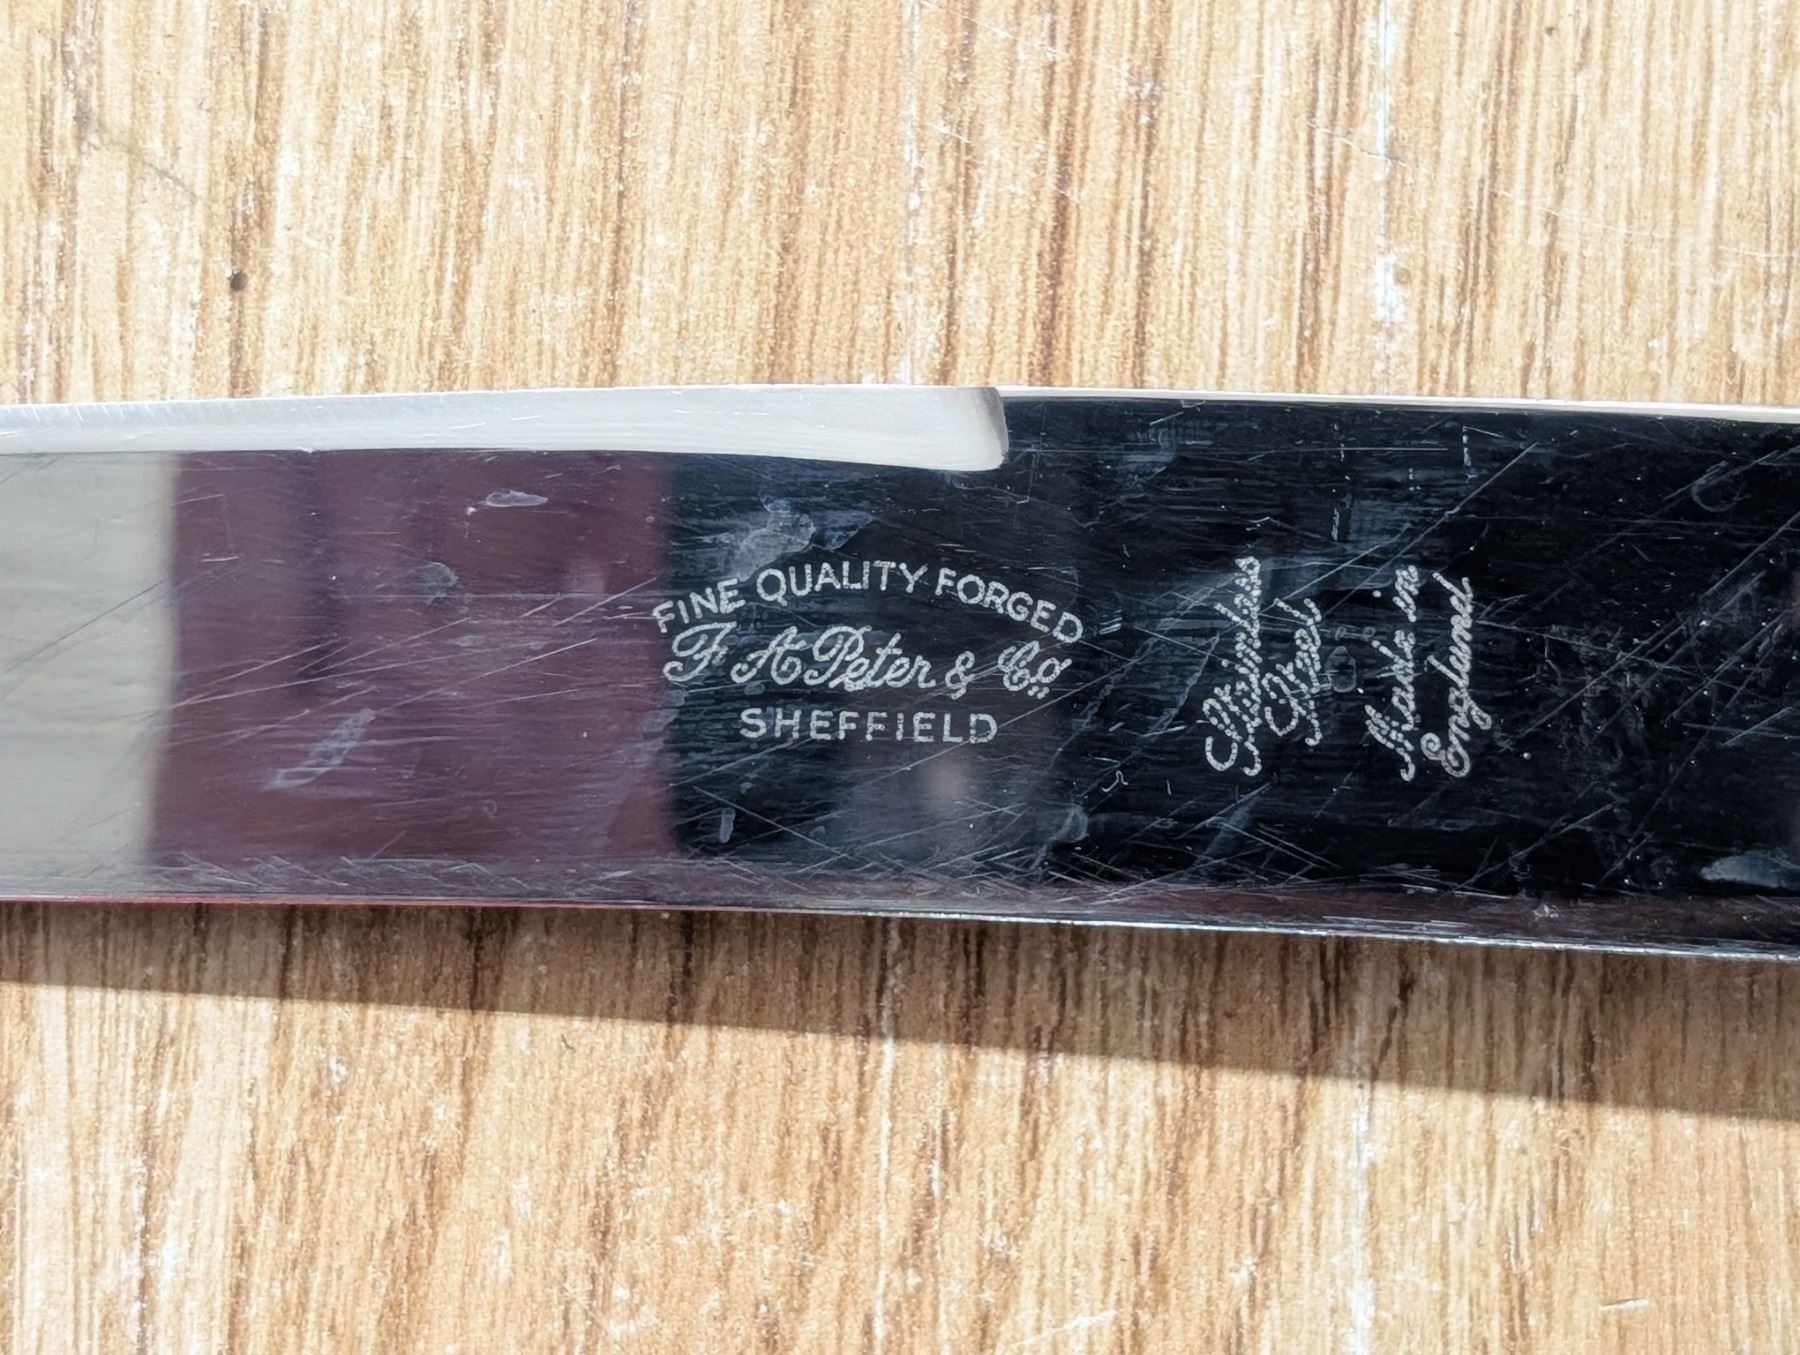 FINE QUALITY FORGED
F. A. Peter & Co.
SHEFFIELD
Stainless
Steel
Made in
England